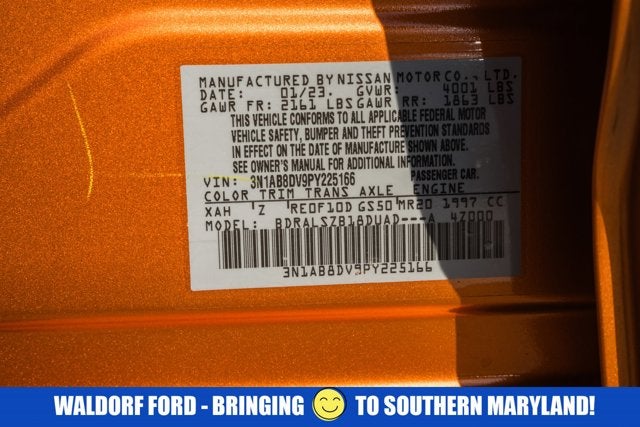 MANUFACTURED BY NISSAN MOTOR CO., LTD.
DATE: 01/23. GVWR: 4001 LBS
GAWR FR: 2161 LBS GAWR RR: 1863 LBS
THIS VEHICLE CONFORMS TO ALL APPLICABLE FEDERAL MOTOR
VEHICLE SAFETY, BUMPER AND THEFT PREVENTION STANDARDS
IN EFFECT ON THE DATE OF MANUFACTURE SHOWN ABOVE.
SEE OWNER'S MANUAL FOR ADDITIONAL INFORMATION.
VIN: 3N1AB8DV9PY225166 PASSENGER CAR.
COLOR TRIM TRANS AXLE ENGINE
XAH Z RE0F10D GS50 MR20 1997 CC
MODEL: BDRALSZB18DUAD---A 4Z000
3N1AB8DV9PY225166
WALDORF FORD - BRINGING TO SOUTHERN MARYLAND!